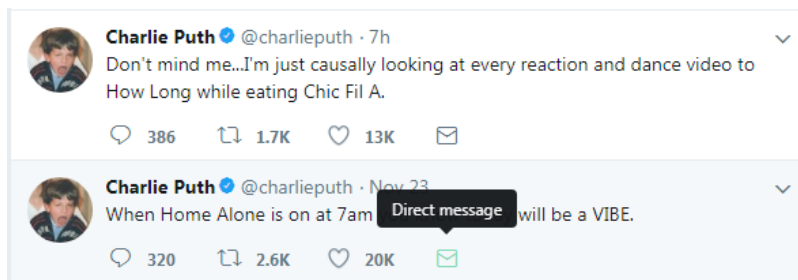 Charlie Puth @charlieputh · 7h
Don't mind me...I'm just causally looking at every reaction and dance video to
How Long while eating Chic Fil A.
386 1.7K 13K
Charlie Puth @charlieputh · Nov 23
When Home Alone is on at 7am will be a VIBE.
Direct message
320 2.6K 20K